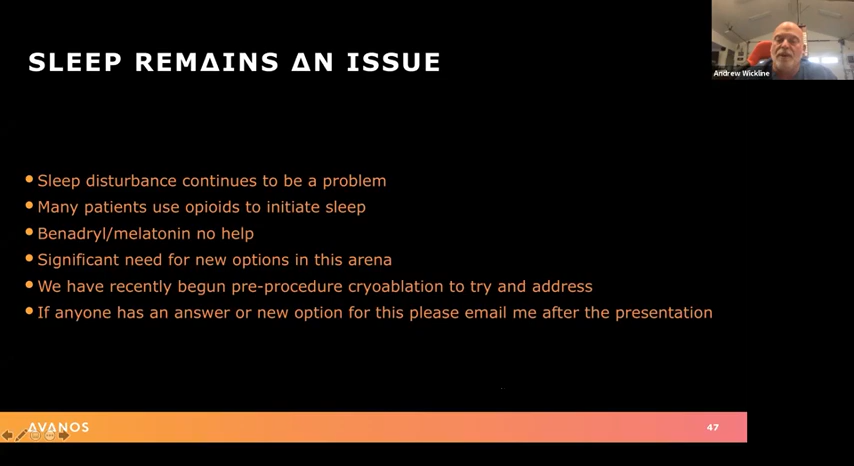 SLEEP REMΔINS ΔN ISSUE
Andrew Wickline
Sleep disturbance continues to be a problem
Many patients use opioids to initiate sleep
Benadryl/melatonin no help
Significant need for new options in this arena
We have recently begun pre-procedure cryoablation to try and address
If anyone has an answer or new option for this please email me after the presentation
ΔVΔNOS
47